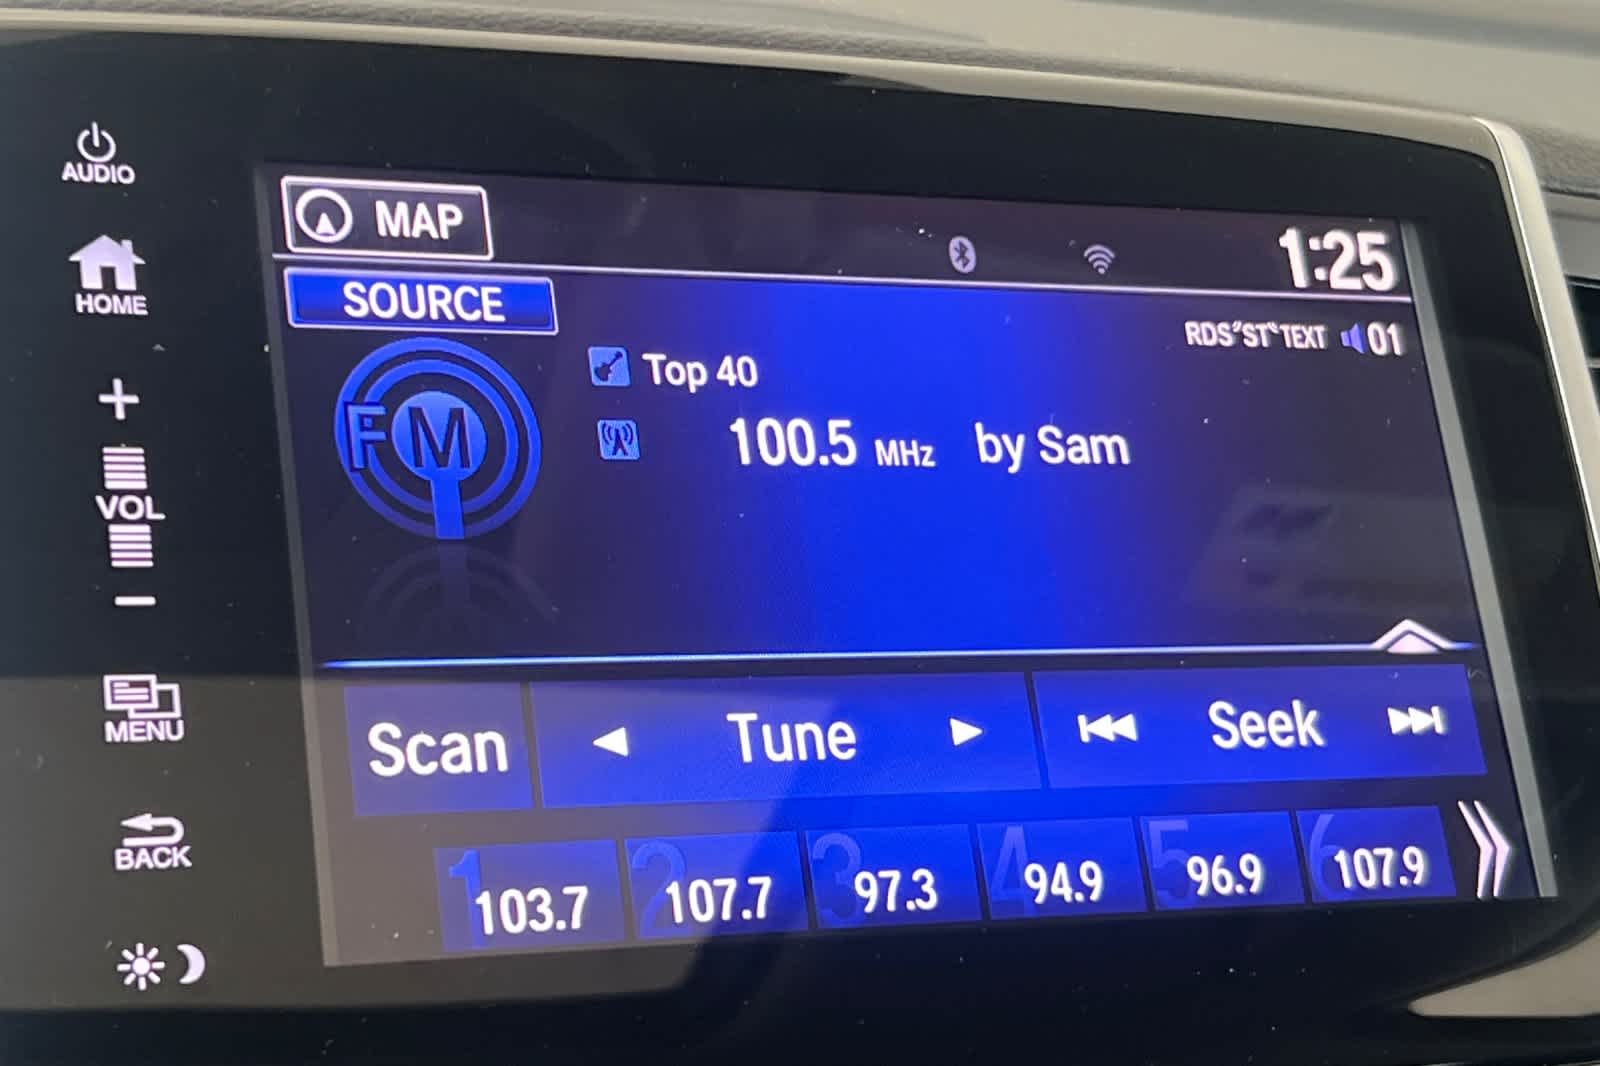 AUDIO
MAP
1:25
HOME
SOURCE
RDS ST TEXT 01
Top 40
FM
100.5 MHz by Sam
+
VOL
−
MENU
Scan Tune Seek
BACK
1 103.7 2 107.7 3 97.3 4 94.9 5 96.9 6 107.9